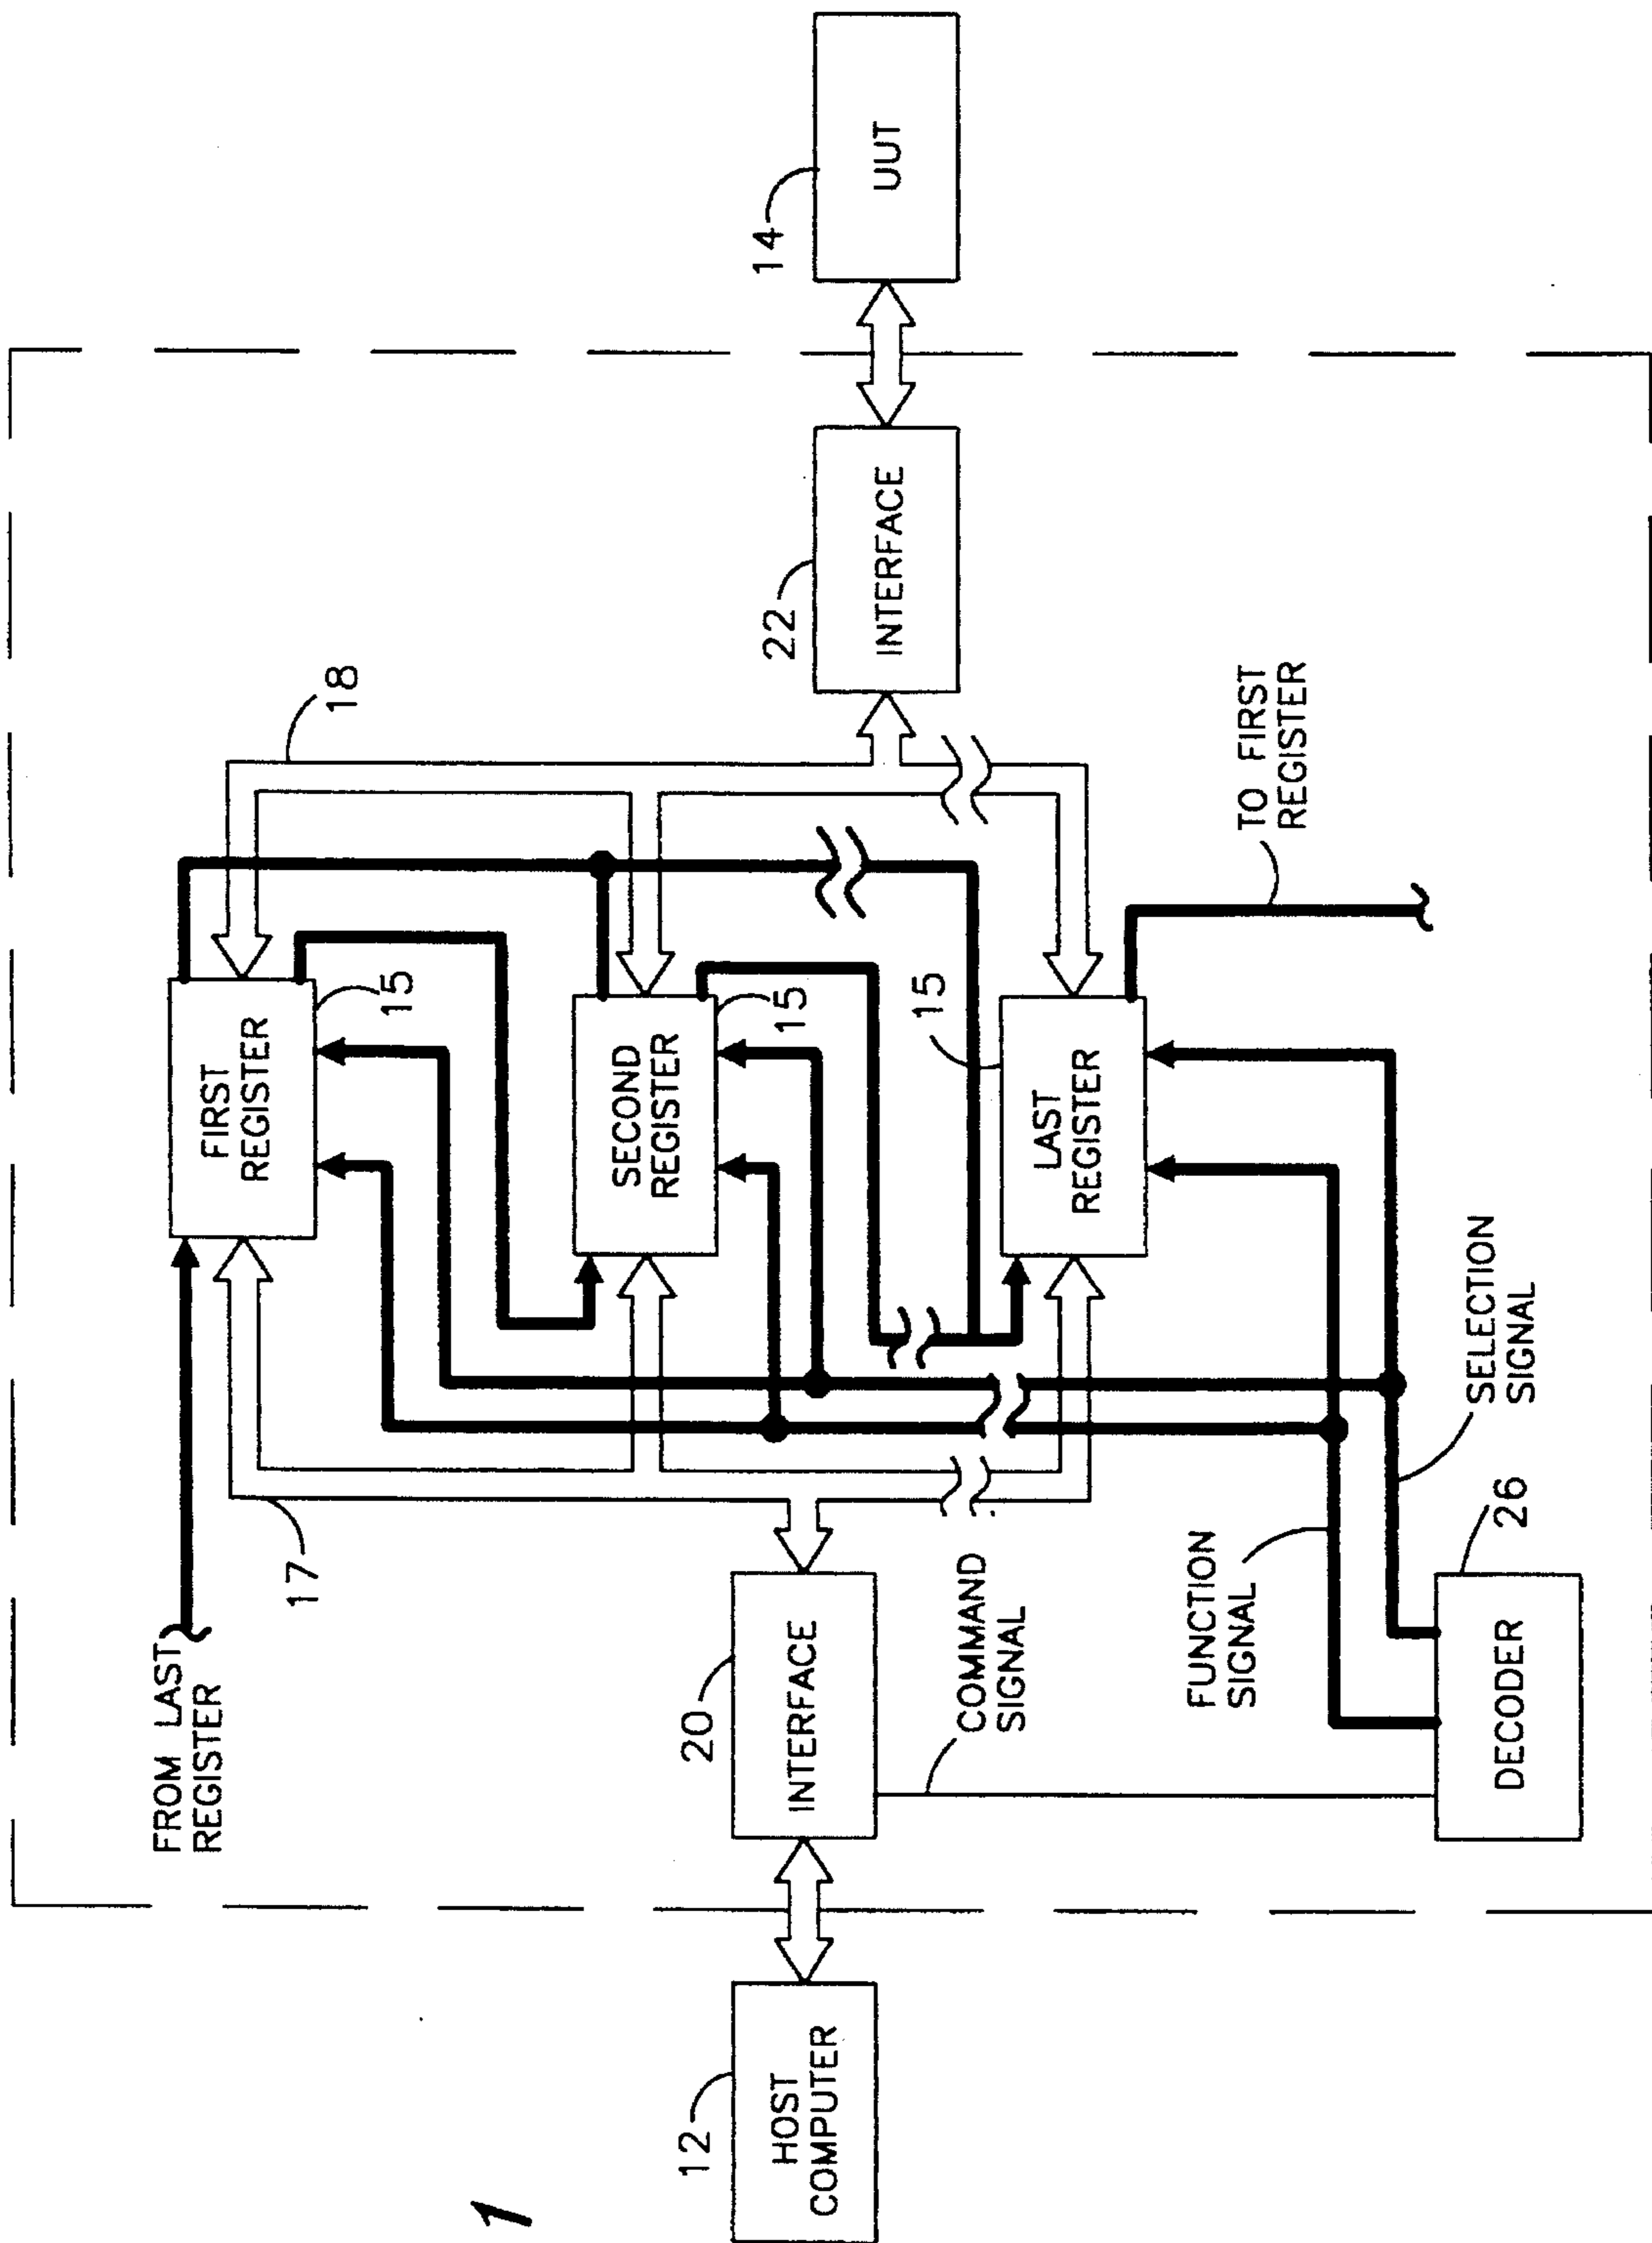 FROM LAST
REGISTER
FIRST
REGISTER
15
17
18
SECOND
REGISTER
15
15
LAST
REGISTER
12
HOST
COMPUTER
20
INTERFACE
22
INTERFACE
14
UUT
COMMAND
SIGNAL
FUNCTION
SIGNAL
SELECTION
SIGNAL
TO FIRST
REGISTER
26
DECODER
1